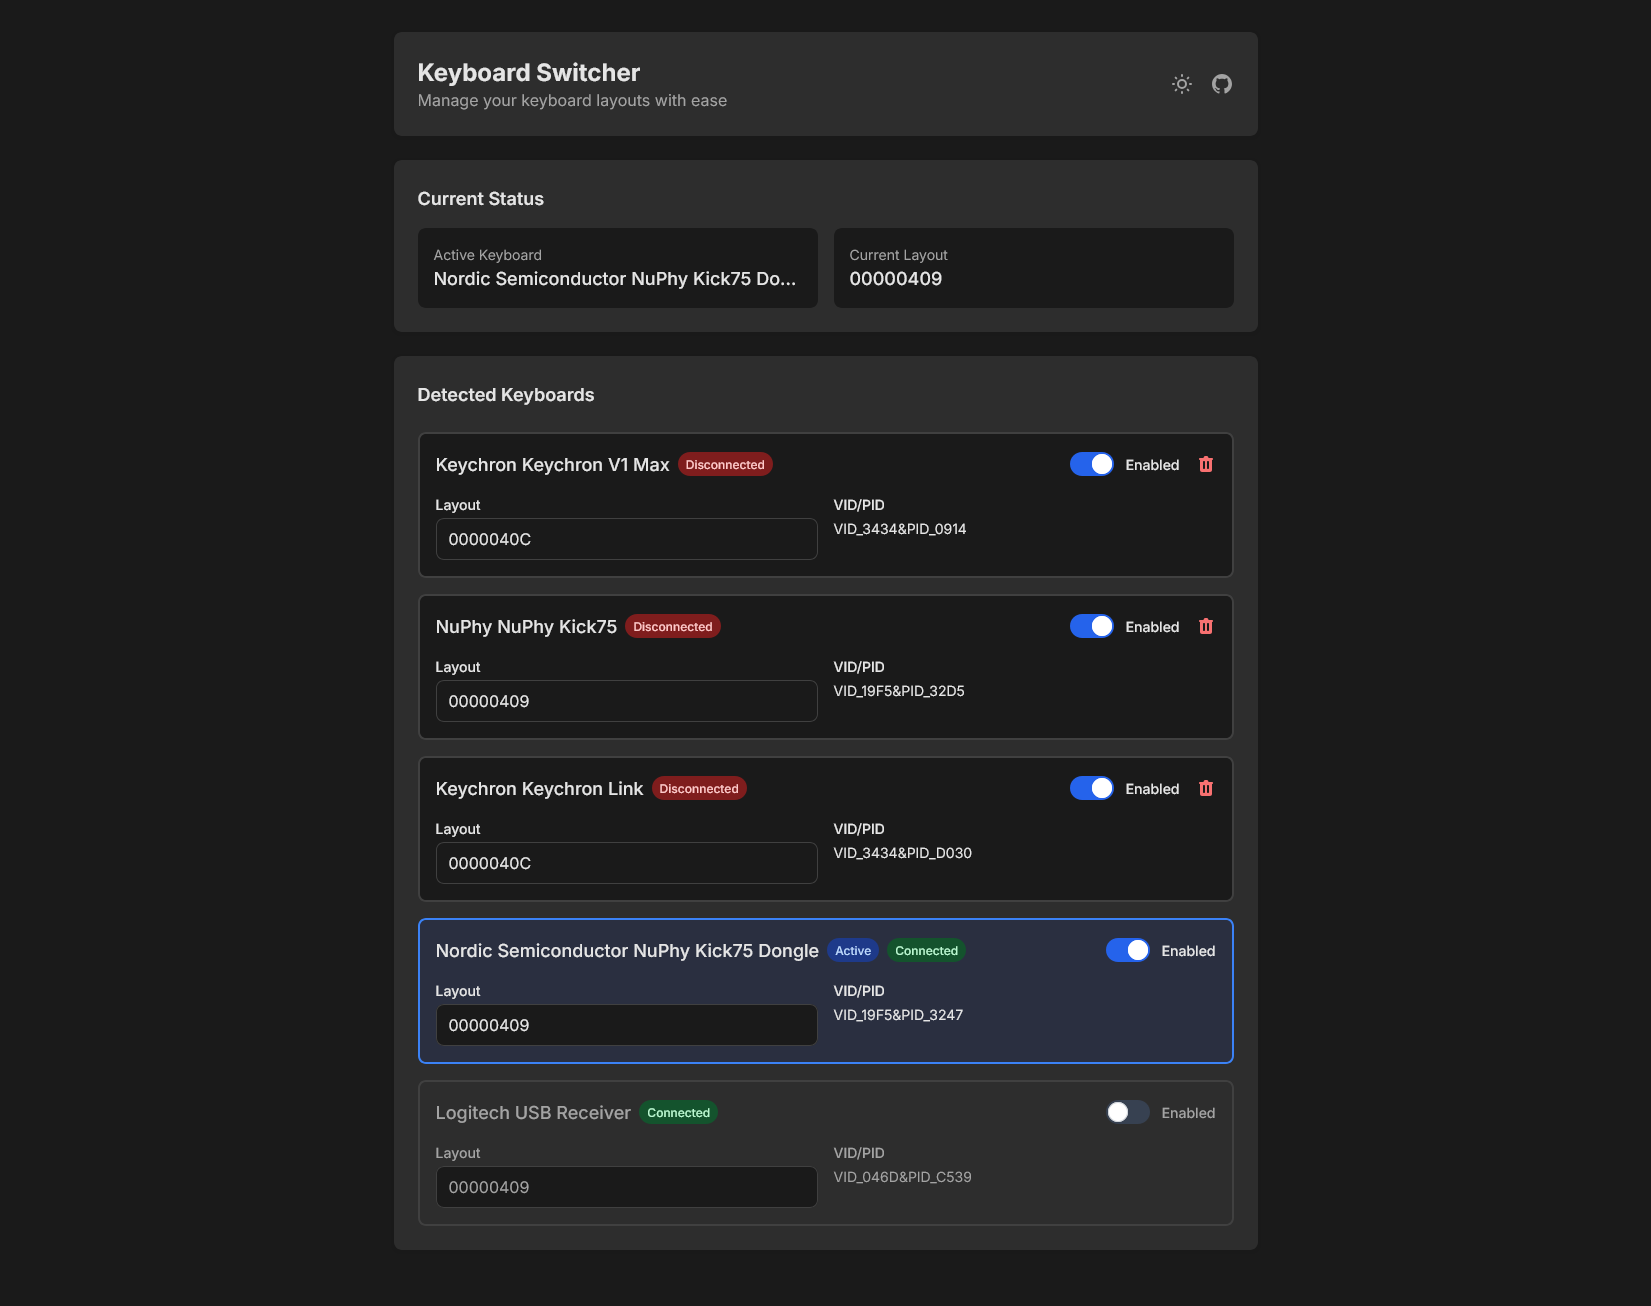 Keyboard Switcher
Manage your keyboard layouts with ease
Current Status
Active Keyboard
Nordic Semiconductor NuPhy Kick75 Do...
Current Layout
00000409
Detected Keyboards
Keychron Keychron V1 Max Disconnected Enabled
Layout VID/PID
0000040C VID_3434&PID_0914
NuPhy NuPhy Kick75 Disconnected Enabled
Layout VID/PID
00000409 VID_19F5&PID_32D5
Keychron Keychron Link Disconnected Enabled
Layout VID/PID
0000040C VID_3434&PID_D030
Nordic Semiconductor NuPhy Kick75 Dongle Active Connected Enabled
Layout VID/PID
00000409 VID_19F5&PID_3247
Logitech USB Receiver Connected Enabled
Layout VID/PID
00000409 VID_046D&PID_C539